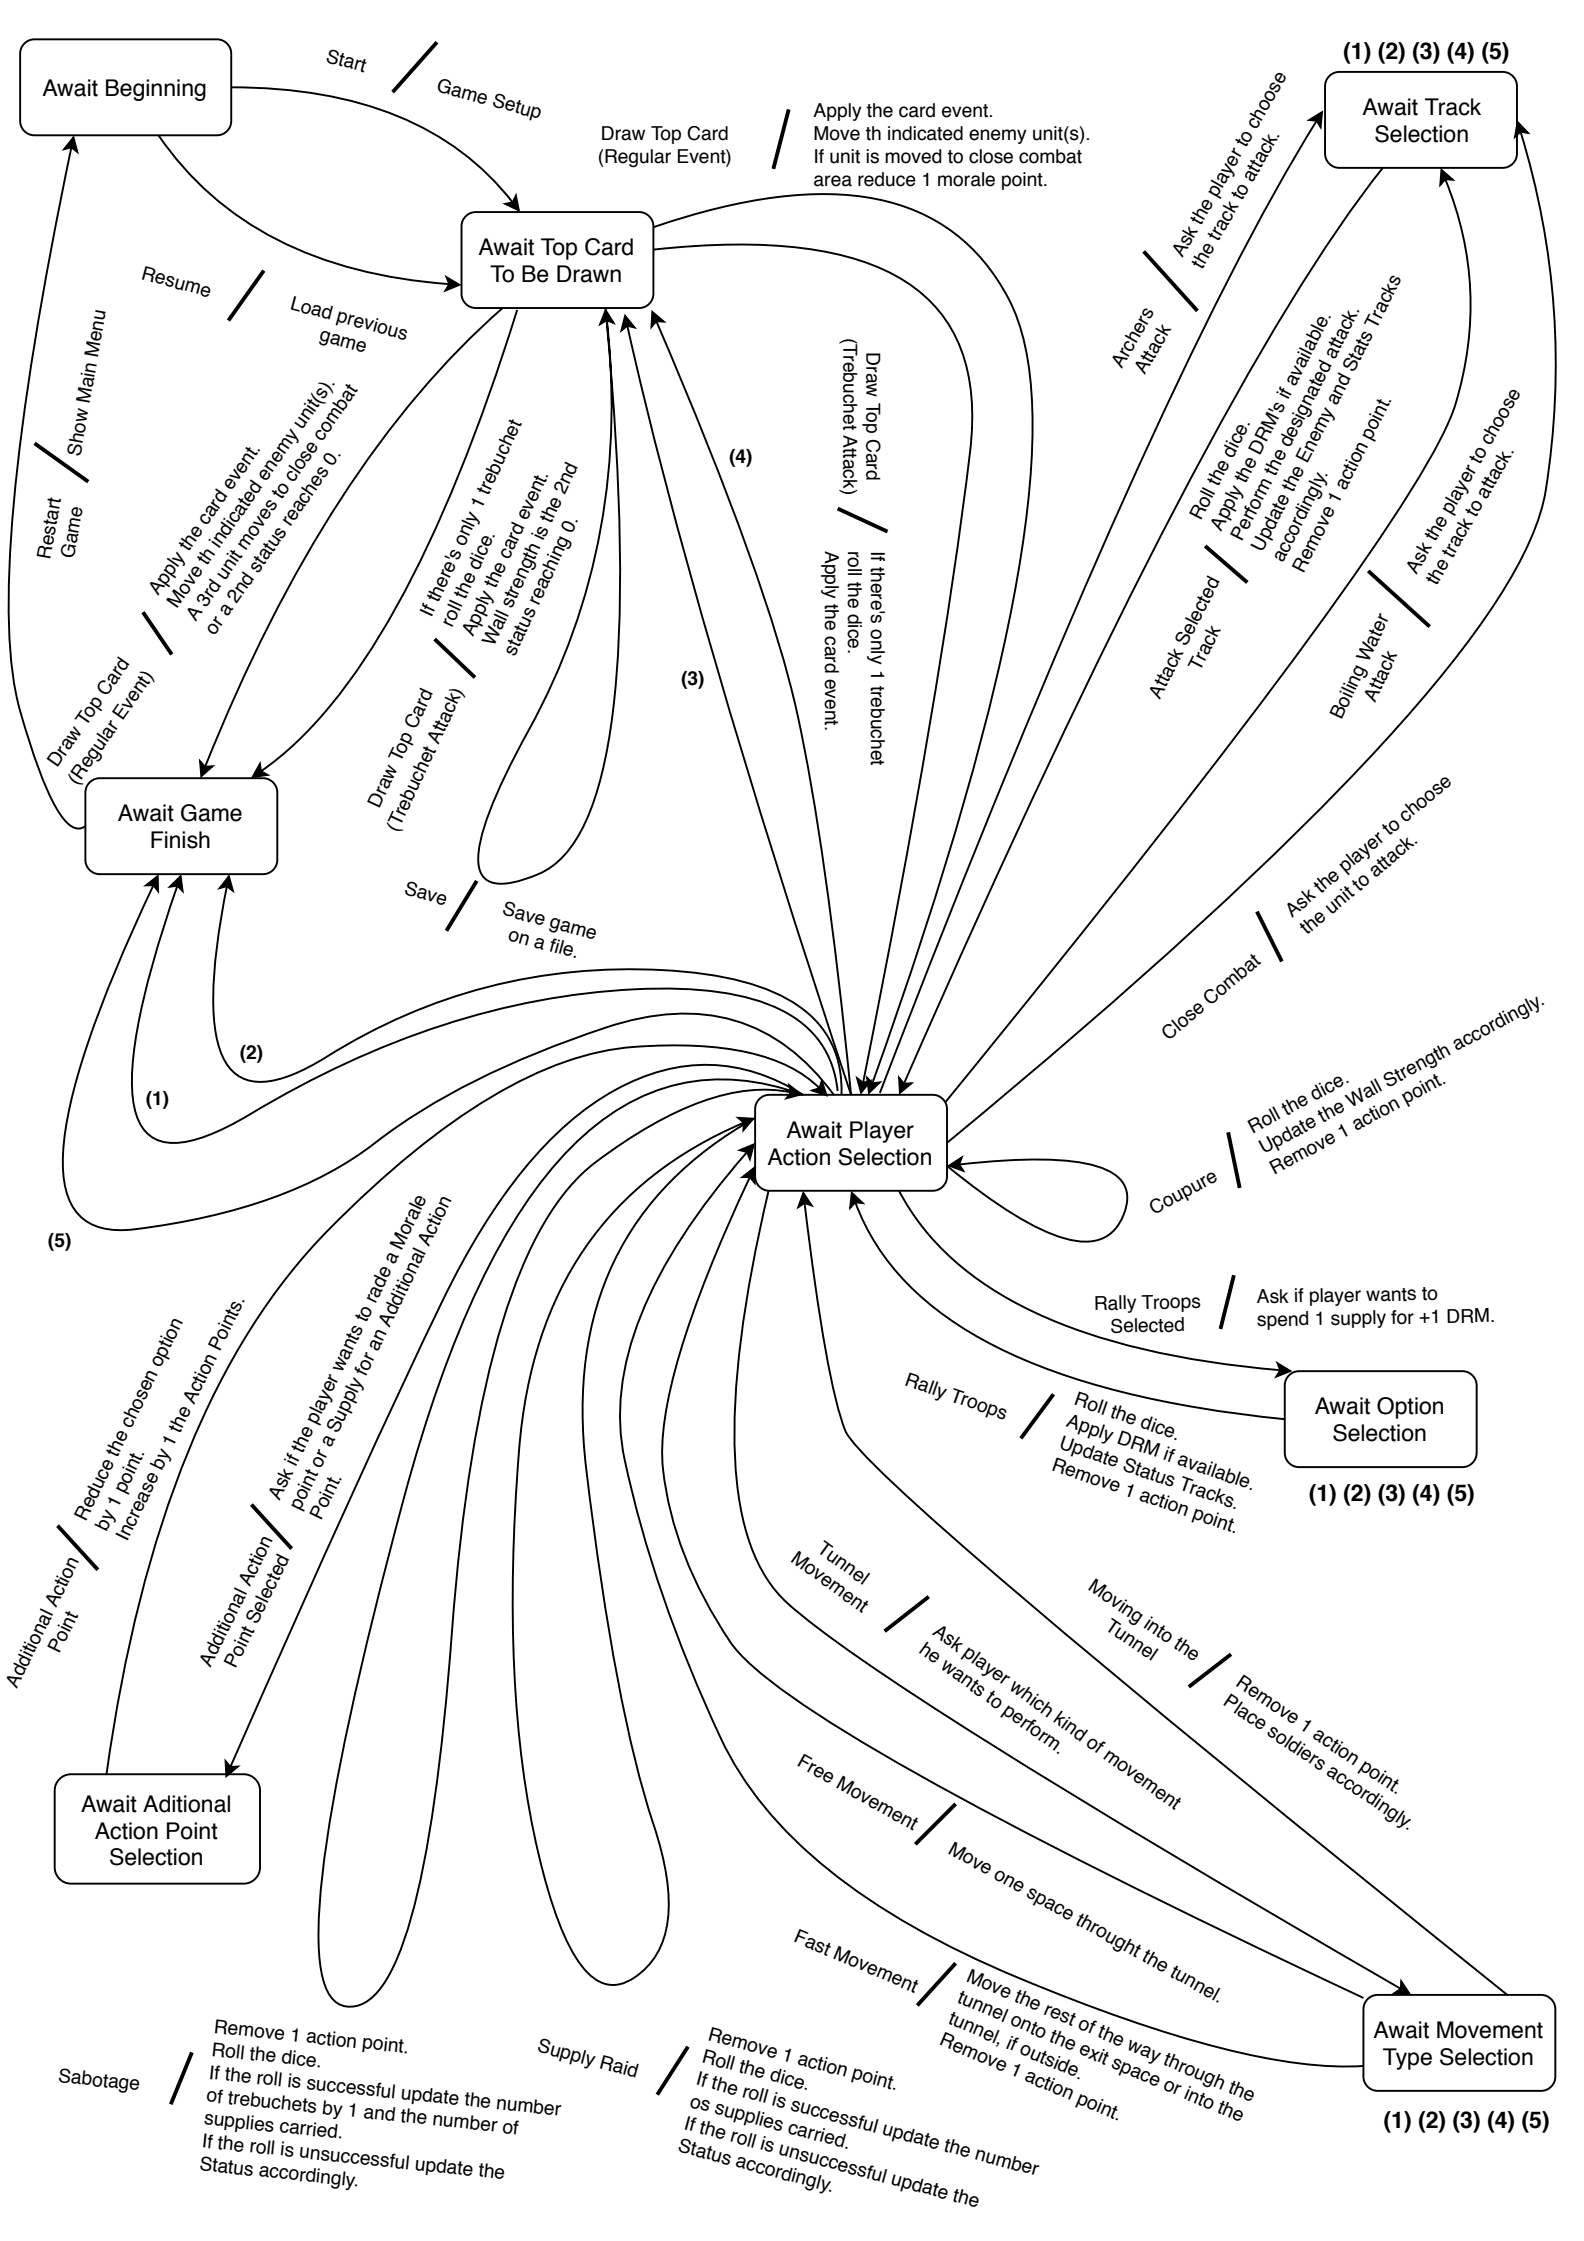 Await Beginning
Start
Game Setup
Draw Top Card
(Regular Event)
Apply the card event.
Move th indicated enemy unit(s).
If unit is moved to close combat
area reduce 1 morale point.
(1) (2) (3) (4) (5)
Await Track
Selection
Ask the player to choose
the track to attack.
Archers
Attack
Await Top Card
To Be Drawn
Resume
Load previous
game
Show Main Menu
Restart
Game
Apply the card event.
Move th indicated enemy unit(s).
A 3rd unit moves to close combat
or a 2nd status reaches 0.
Draw Top Card
(Regular Event)
If there's only 1 trebuchet
roll the dice.
Apply the card event.
Wall strength is the 2nd
status reaching 0.
Draw Top Card
(Trebuchet Attack)
(4)
(3)
Draw Top Card
(Trebuchet Attack)
If there's only 1 trebuchet
roll the dice.
Apply the card event.
Roll the dice.
Apply the DRM's if available.
Perform the designated attack.
Update the Enemy and Stats Tracks
accordingly.
Remove 1 action point.
Attack Selected
Track
Ask the player to choose
the track to attack.
Boiling Water
Attack
Await Game
Finish
Save
Save game
on a file.
Ask the player to choose
the unit to attack.
Close Combat
(2)
(1)
(5)
Await Player
Action Selection
Coupure
Roll the dice.
Update the Wall Strength accordingly.
Remove 1 action point.
Rally Troops
Selected
Ask if player wants to
spend 1 supply for +1 DRM.
Await Option
Selection
(1) (2) (3) (4) (5)
Rally Troops
Roll the dice.
Apply DRM if available.
Update Status Tracks.
Remove 1 action point.
Reduce the chosen option
by 1 point.
Increase by 1 the Action Points.
Additional Action
Point
Ask if the player wants to rade a Morale
point or a Supply for an Additional Action
Point.
Additional Action
Point Selected
Tunnel
Movement
Ask player which kind of movement
he wants to perform.
Moving into the
Tunnel
Remove 1 action point.
Place soldiers accordingly.
Await Aditional
Action Point
Selection
Free Movement
Move one space throught the tunnel.
Fast Movement
Move the rest of the way through the
tunnel onto the exit space or into the
tunnel, if outside.
Remove 1 action point.
Await Movement
Type Selection
(1) (2) (3) (4) (5)
Sabotage
Remove 1 action point.
Roll the dice.
If the roll is successful update the number
of trebuchets by 1 and the number of
supplies carried.
If the roll is unsuccessful update the
Status accordingly.
Supply Raid
Remove 1 action point.
Roll the dice.
If the roll is successful update the number
os supplies carried.
If the roll is unsuccessful update the
Status accordingly.